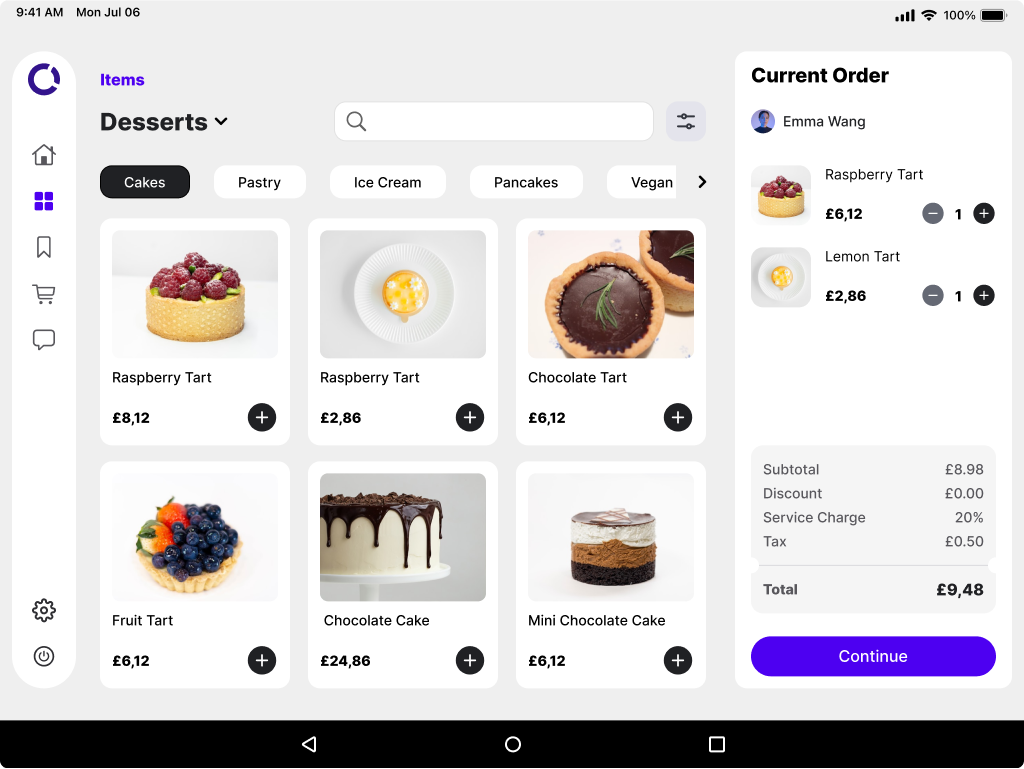 9:41 AM Mon Jul 06
100%
Items
Desserts
Cakes
Pastry
Ice Cream
Pancakes
Vegan
Raspberry Tart
£8,12
Raspberry Tart
£2,86
Chocolate Tart
£6,12
Fruit Tart
£6,12
Chocolate Cake
£24,86
Mini Chocolate Cake
£6,12
Current Order
Emma Wang
Raspberry Tart
£6,12
1
Lemon Tart
£2,86
1
Subtotal £8.98
Discount £0.00
Service Charge 20%
Tax £0.50
Total £9,48
Continue